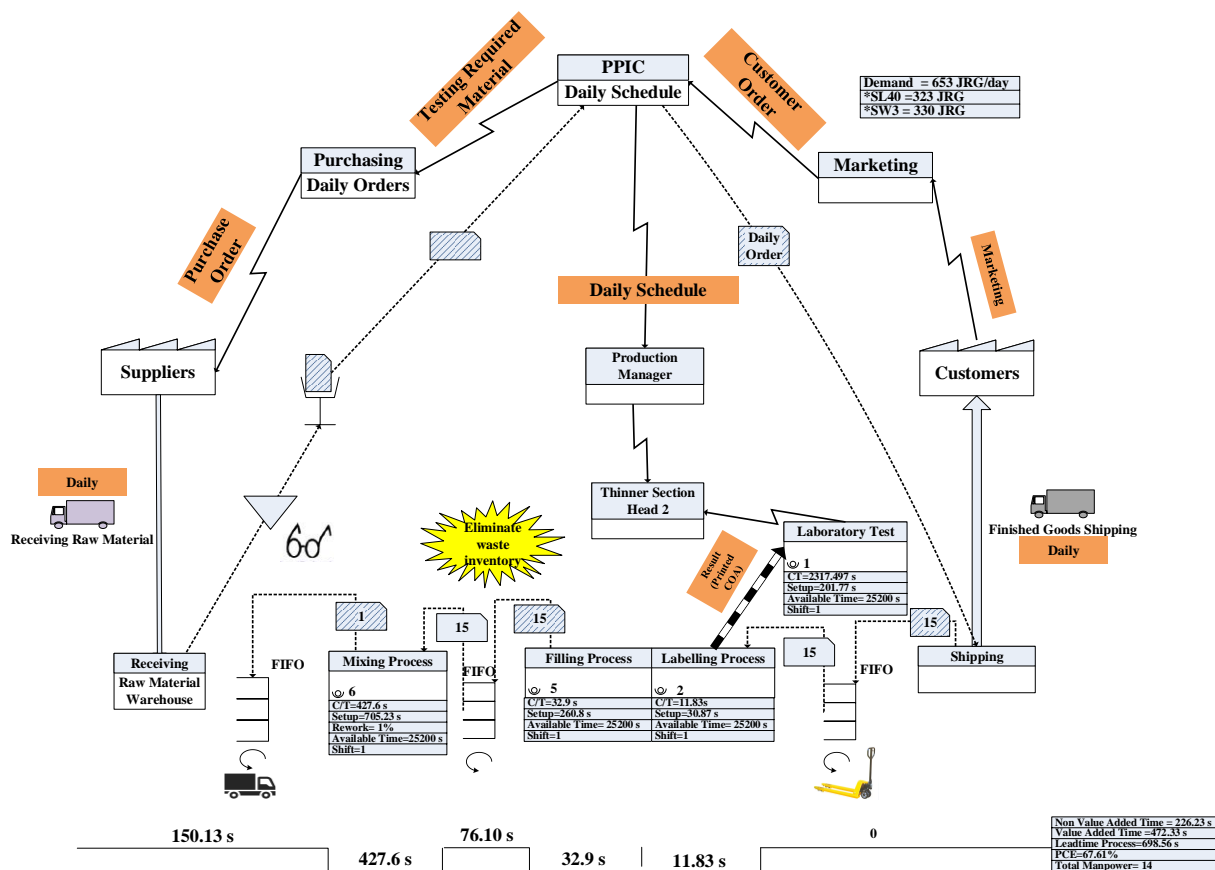 PPIC
Daily Schedule
Testing Required
Material
Customer
Order
Demand = 653 JRG/day
*SL40 =323 JRG
*SW3 = 330 JRG
Purchasing
Daily Orders
Marketing
Purchase
Order
Daily
Order
Marketing
Daily Schedule
Suppliers
Production
Manager
Customers
Daily
Receiving Raw Material
Thinner Section
Head 2
Eliminate
waste
inventory
Laboratory Test
1
CT=2317.497 s
Setup=201.77 s
Available Time= 25200 s
Shift=1
Finished Goods Shipping
Daily
Result
(Printed
COA)
1
15
15
15
15
Receiving
Raw Material
Warehouse
FIFO
Mixing Process
6
C/T=427.6 s
Setup=705.23 s
Rework= 1%
Available Time=25200 s
Shift=1
FIFO
Filling Process
5
C/T=32.9 s
Setup=260.8 s
Available Time= 25200 s
Shift=1
Labelling Process
2
C/T=11.83s
Setup=30.87 s
Available Time= 25200 s
Shift=1
FIFO
Shipping
150.13 s
427.6 s
76.10 s
32.9 s
11.83 s
0
Non Value Added Time = 226.23 s
Value Added Time =472.33 s
Leadtime Process=698.56 s
PCE=67.61%
Total Manpower= 14